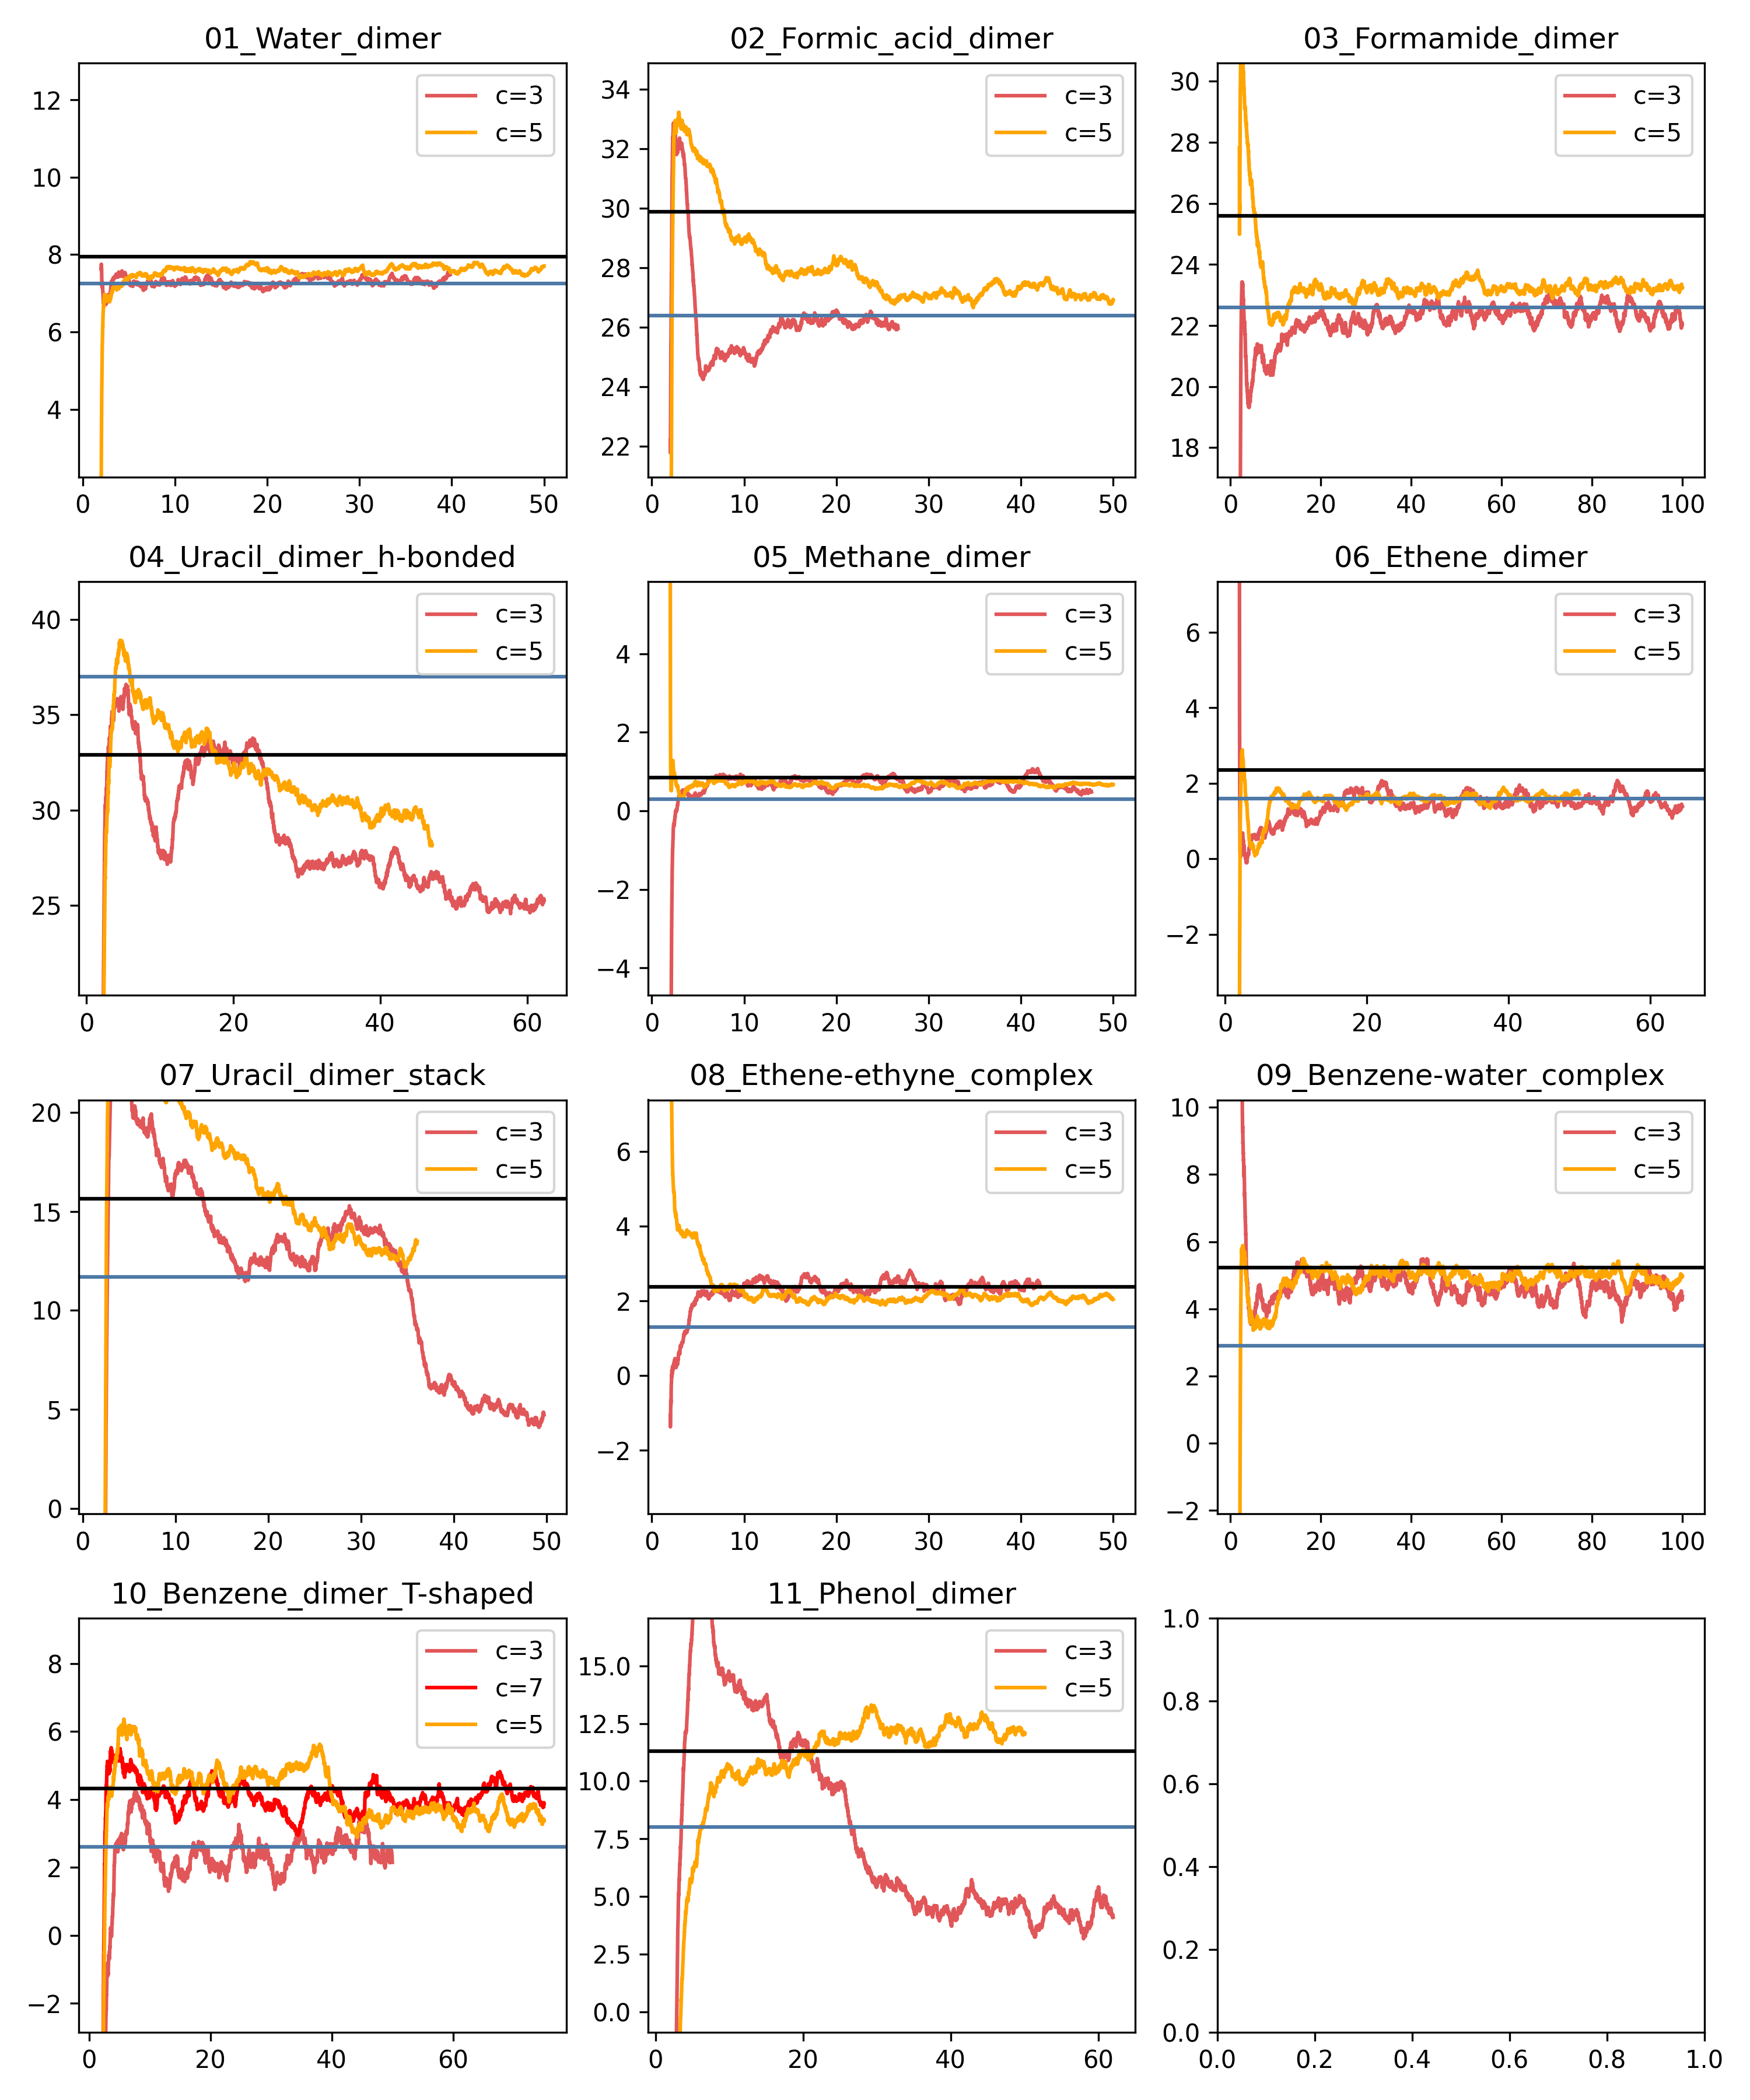 01_Water_dimer
02_Formic_acid_dimer
03_Formamide_dimer
12
10
8
6
4
0 10 20 30 40 50
c=3
c=5
34
32
30
28
26
24
22
0 10 20 30 40 50
c=3
c=5
30
28
26
24
22
20
18
0 20 40 60 80 100
c=3
c=5
04_Uracil_dimer_h-bonded
05_Methane_dimer
06_Ethene_dimer
40
35
30
25
0 20 40 60
c=3
c=5
4
2
0
−2
−4
0 10 20 30 40 50
c=3
c=5
6
4
2
0
−2
0 20 40 60
c=3
c=5
07_Uracil_dimer_stack
08_Ethene-ethyne_complex
09_Benzene-water_complex
20
15
10
5
0
0 10 20 30 40 50
c=3
c=5
6
4
2
0
−2
0 10 20 30 40 50
c=3
c=5
10
8
6
4
2
0
−2
0 20 40 60 80 100
c=3
c=5
10_Benzene_dimer_T-shaped
11_Phenol_dimer
8
6
4
2
0
−2
0 20 40 60
c=3
c=7
c=5
15.0
12.5
10.0
7.5
5.0
2.5
0.0
0 20 40 60
c=3
c=5
1.0
0.8
0.6
0.4
0.2
0.0
0.0 0.2 0.4 0.6 0.8 1.0